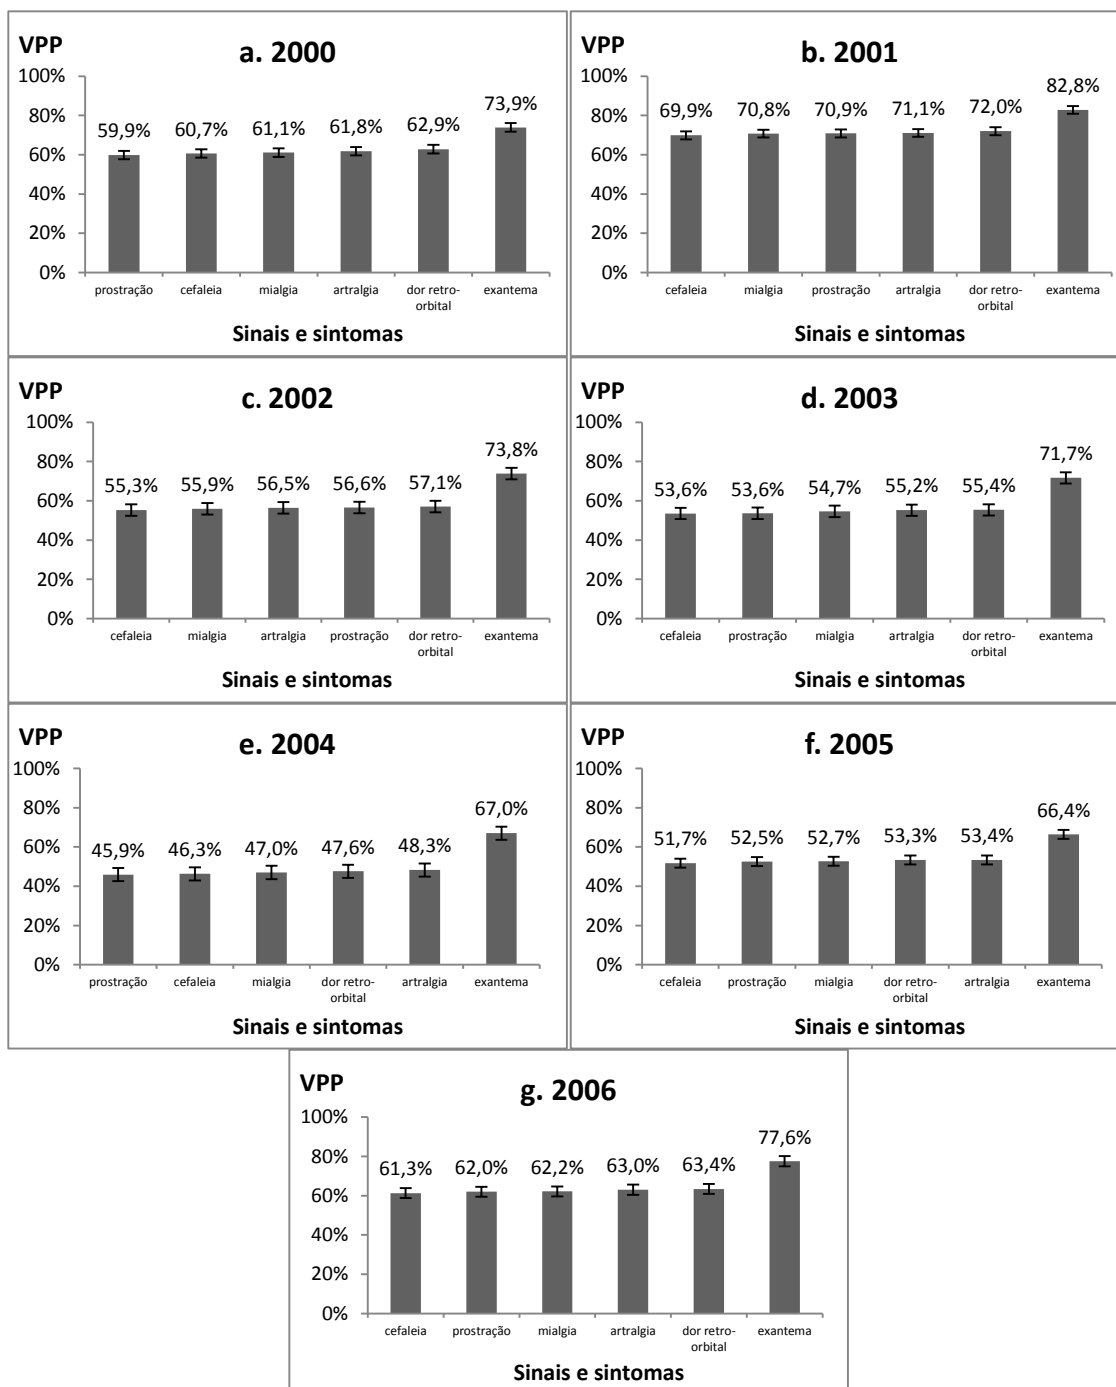 VPP
a. 2000
100%
80%
60%
40%
20%
0%
59,9%
60,7%
61,1%
61,8%
62,9%
73,9%
prostração
cefaleia
mialgia
artralgia
dor retro-
orbital
exantema
Sinais e sintomas
VPP
b. 2001
100%
80%
60%
40%
20%
0%
69,9%
70,8%
70,9%
71,1%
72,0%
82,8%
cefaleia
mialgia
prostração
artralgia
dor retro-
orbital
exantema
Sinais e sintomas
VPP
c. 2002
100%
80%
60%
40%
20%
0%
55,3%
55,9%
56,5%
56,6%
57,1%
73,8%
cefaleia
mialgia
artralgia
prostração
dor retro-
orbital
exantema
Sinais e sintomas
VPP
d. 2003
100%
80%
60%
40%
20%
0%
53,6%
53,6%
54,7%
55,2%
55,4%
71,7%
cefaleia
prostração
mialgia
artralgia
dor retro-
orbital
exantema
Sinais e sintomas
VPP
e. 2004
100%
80%
60%
40%
20%
0%
45,9%
46,3%
47,0%
47,6%
48,3%
67,0%
prostração
cefaleia
mialgia
dor retro-
orbital
artralgia
exantema
Sinais e sintomas
VPP
f. 2005
100%
80%
60%
40%
20%
0%
51,7%
52,5%
52,7%
53,3%
53,4%
66,4%
cefaleia
prostração
mialgia
dor retro-
orbital
artralgia
exantema
Sinais e sintomas
VPP
g. 2006
100%
80%
60%
40%
20%
0%
61,3%
62,0%
62,2%
63,0%
63,4%
77,6%
cefaleia
prostração
mialgia
artralgia
dor retro-
orbital
exantema
Sinais e sintomas